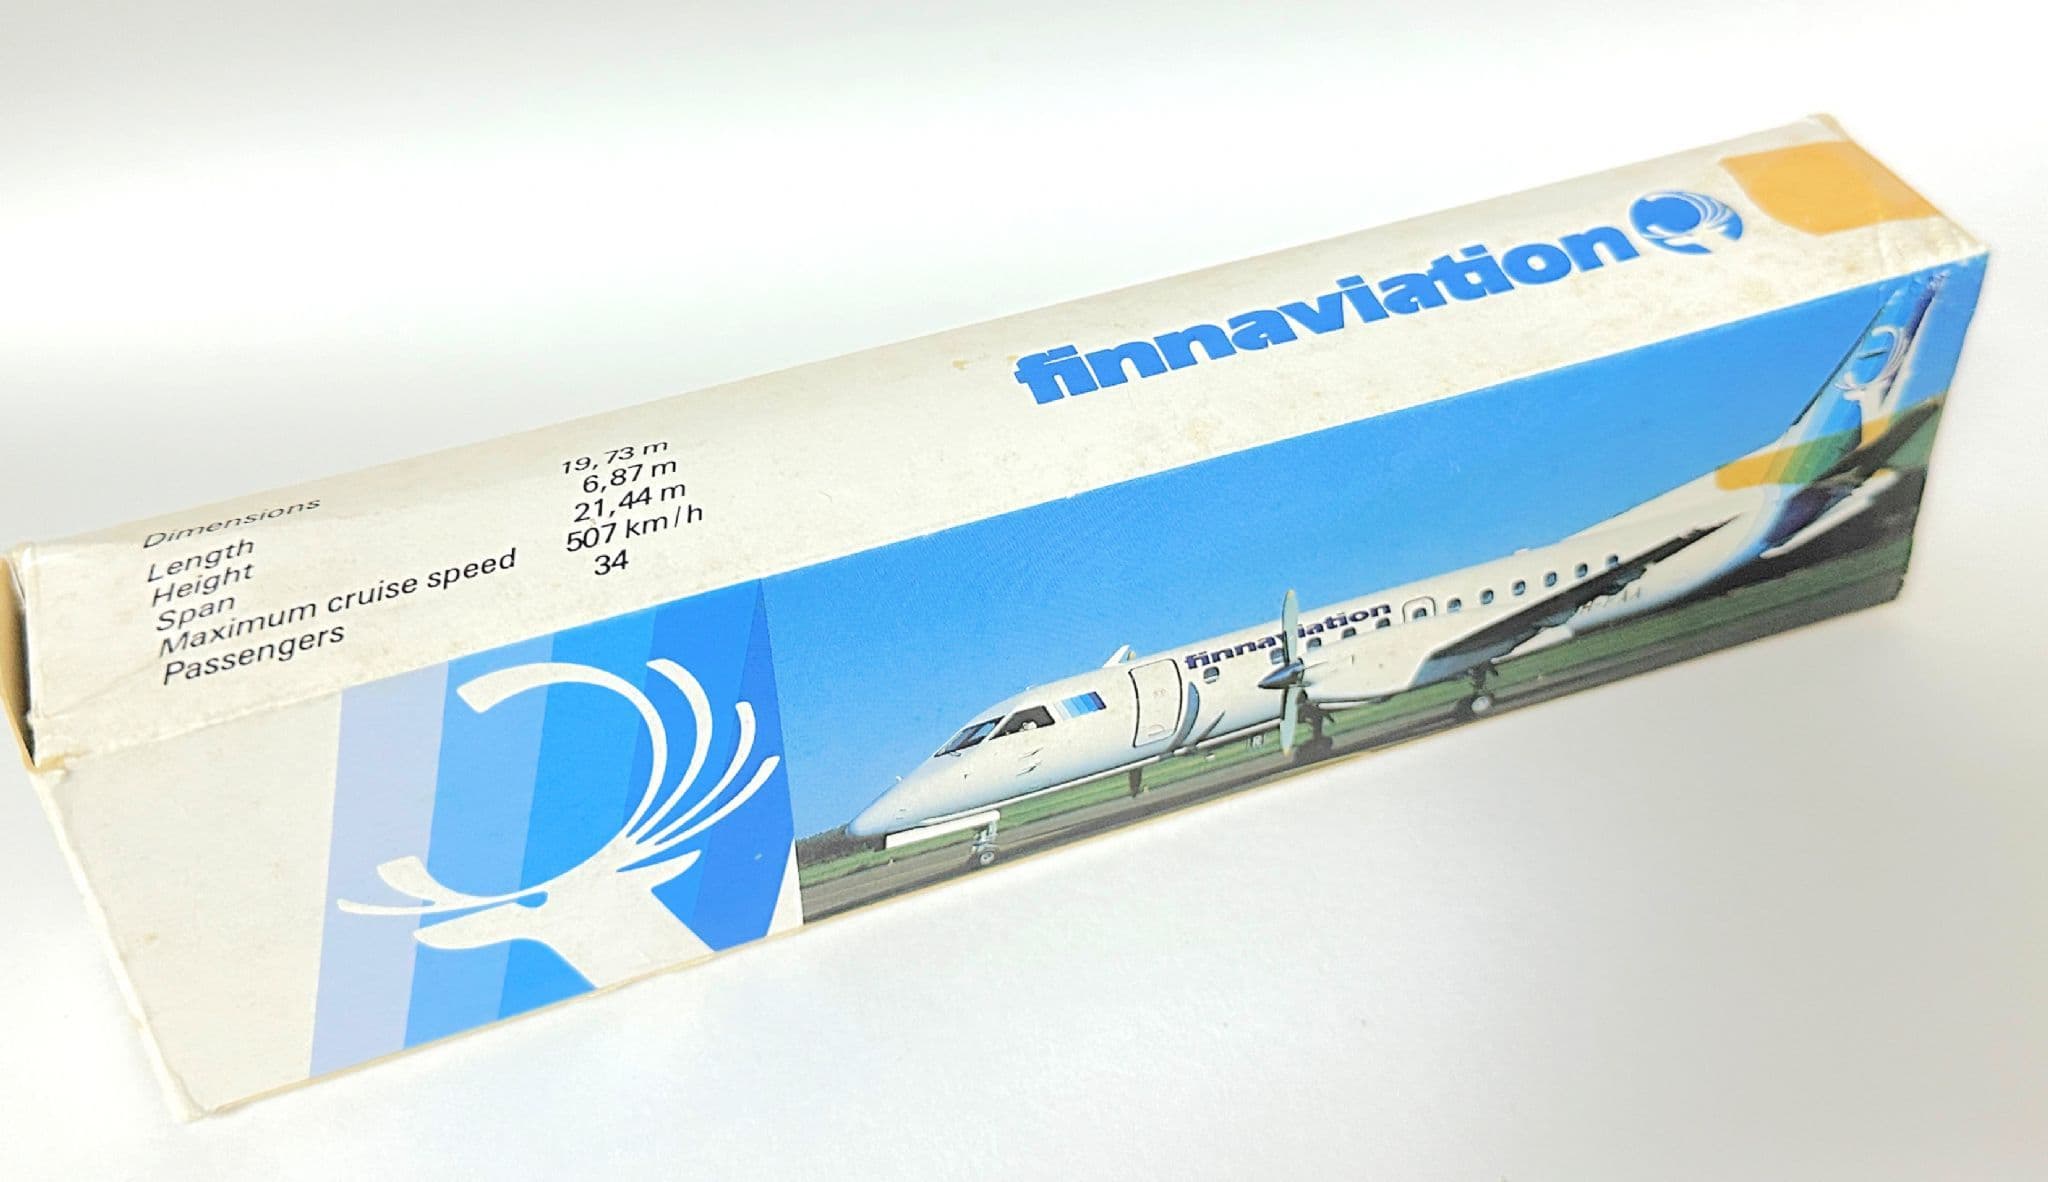 finnaviation
Dimensions
Length 19,73 m
Height 6,87 m
Span 21,44 m
Maximum cruise speed 507 km/h
Passengers 34
finnaviation